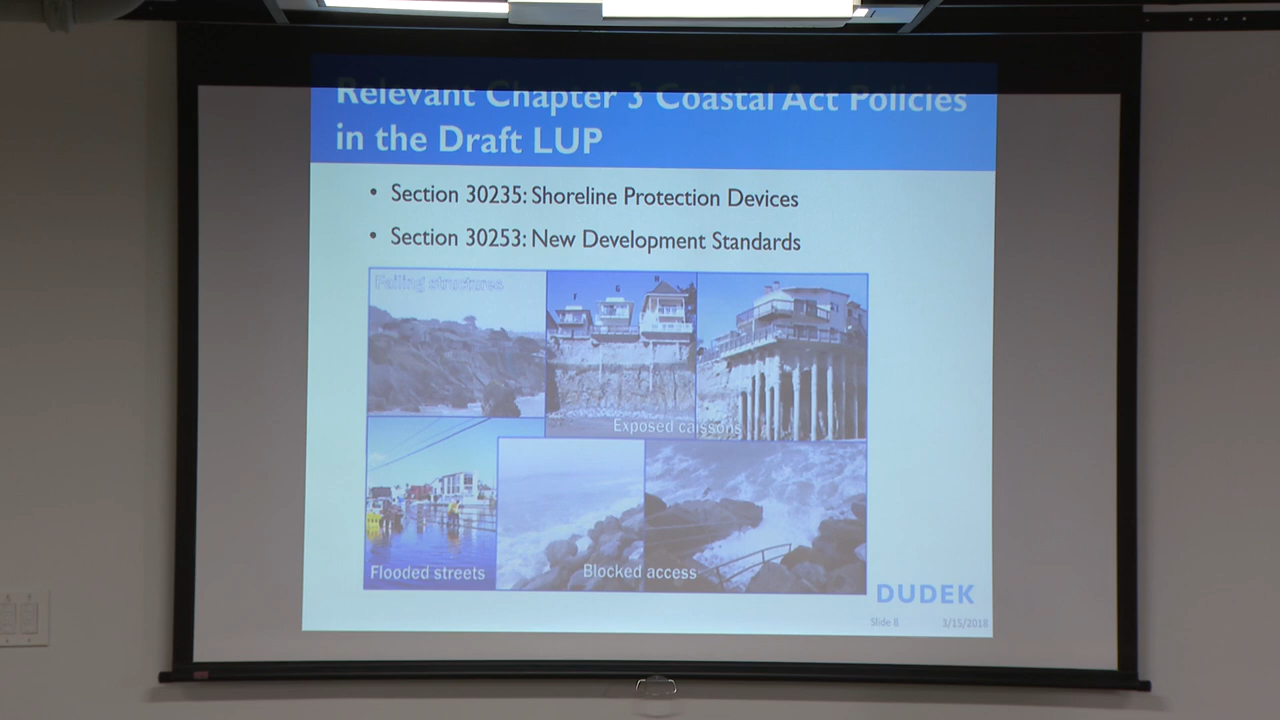 Relevant Chapter 3 Coastal Act Policies
in the Draft LUP
• Section 30235: Shoreline Protection Devices
• Section 30253: New Development Standards
Failing structures
Exposed caissons
Flooded streets
Blocked access
DUDEK
Slide 8
3/15/2018